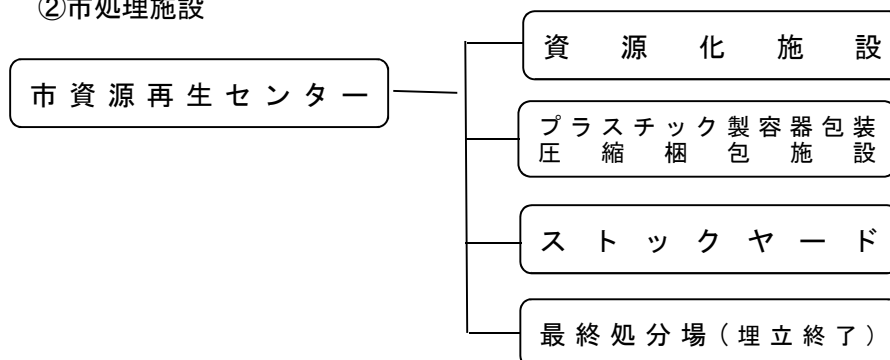 ②市処理施設
市資源再生センター
資源化施設
プラスチック製容器包装
圧縮梱包施設
ストックヤード
最終処分場（埋立終了）